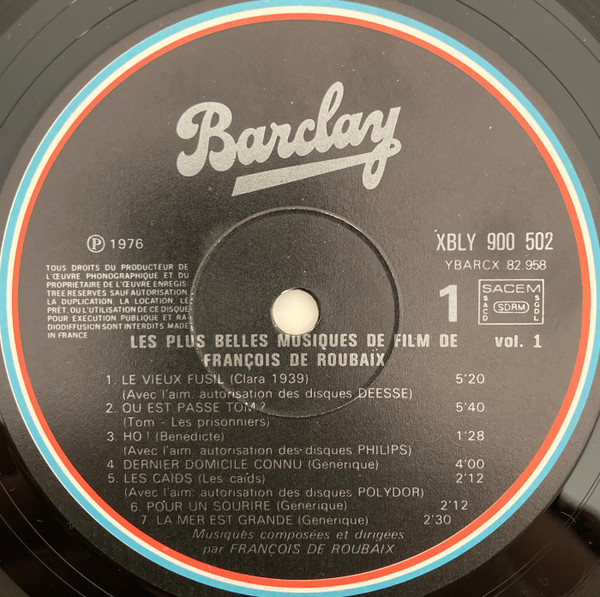 Barclay
℗ 1976
XBLY 900 502
YBARCX 82.958
TOUS DROITS DU PRODUCTEUR DE
L'ŒUVRE PHONOGRAPHIQUE ET DU
PROPRIETAIRE DE L'ŒUVRE ENREGIS-
TREE RESERVES SAUF AUTORISATION
LA DUPLICATION, LA LOCATION, LE
PRÊT, OU L'UTILISATION DE CE DISQUE
POUR EXECUTION PUBLIQUE ET RA-
DIODIFFUSION SONT INTERDITS MADE
IN FRANCE
1
SACEM
SACD
SDRM
SGDL
LES PLUS BELLES MUSIQUES DE FILM DE vol. 1
FRANÇOIS DE ROUBAIX
1. LE VIEUX FUSIL (Clara 1939) 5'20
(Avec l'aim. autorisation des disques DEESSE)
2. OU EST PASSE TOM ? 5'40
(Tom - Les prisonniers)
3. HO ! (Benedicte) 1'28
(Avec l'aim. autorisation des disques PHILIPS)
4. DERNIER DOMICILE CONNU (Generique) 4'00
5. LES CAÏDS (Les caïds) 2'12
(Avec l'aim. autorisation des disques POLYDOR)
6. POUR UN SOURIRE (Generique) 2'12
7. LA MER EST GRANDE (Generique) 2'30
Musiques composées et dirigées
par FRANÇOIS DE ROUBAIX